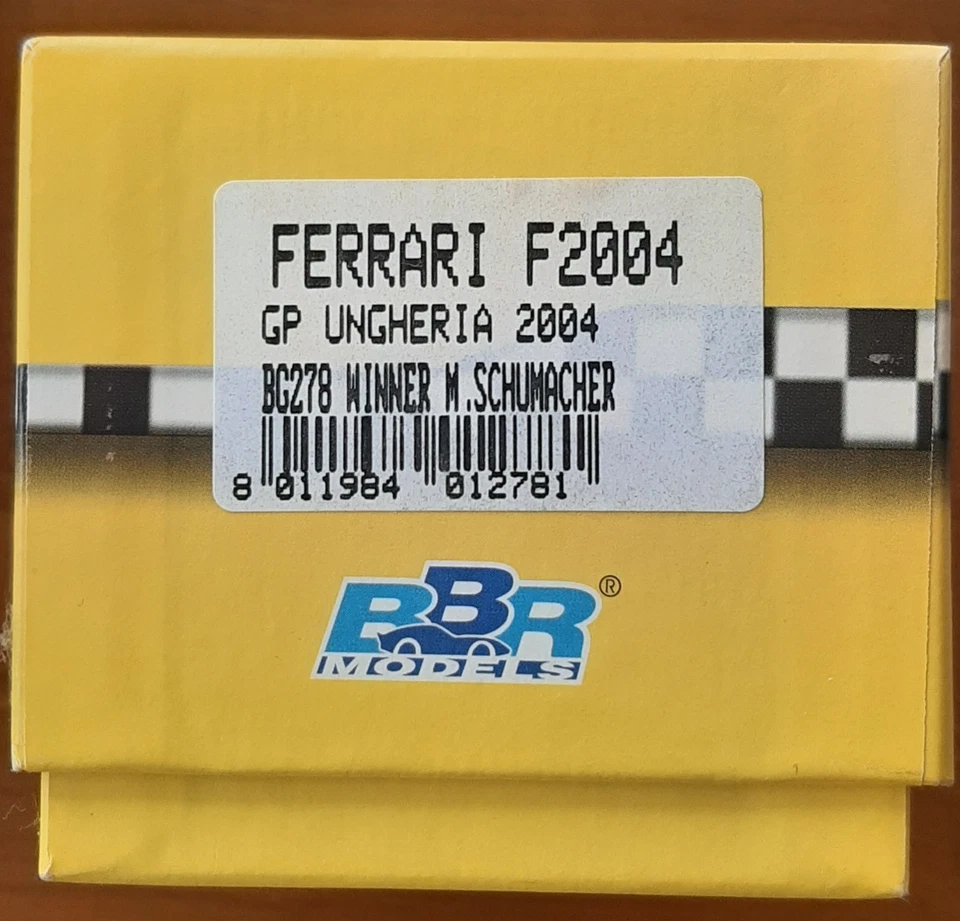 FERRARI F2004
GP UNGHERIA 2004
BG278 WINNER M.SCHUMACHER
8 011984 012781
BBR®
MODELS